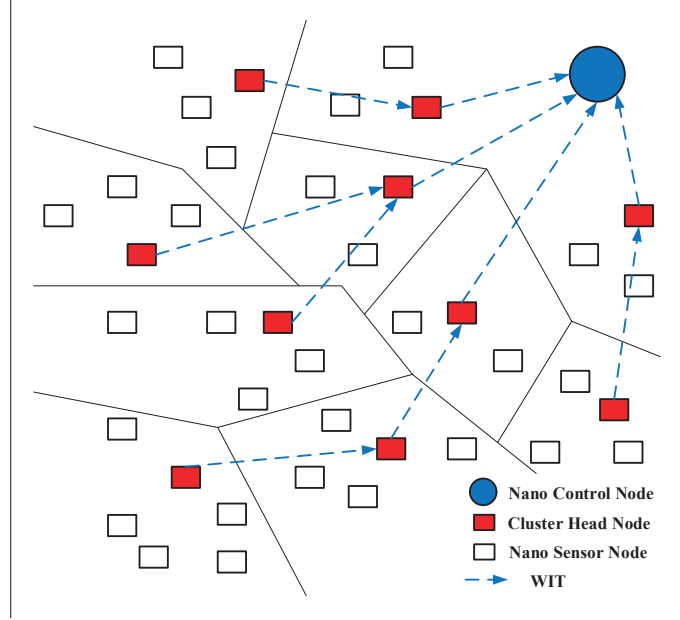 Nano Control Node
Cluster Head Node
Nano Sensor Node
WIT